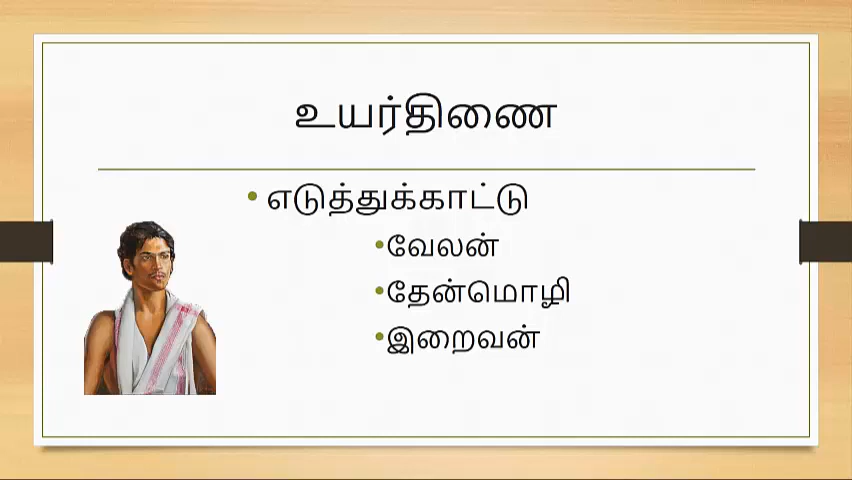 உயர்திணை
• எடுத்துக்காட்டு
•வேலன்
•தேன்மொழி
•இறைவன்